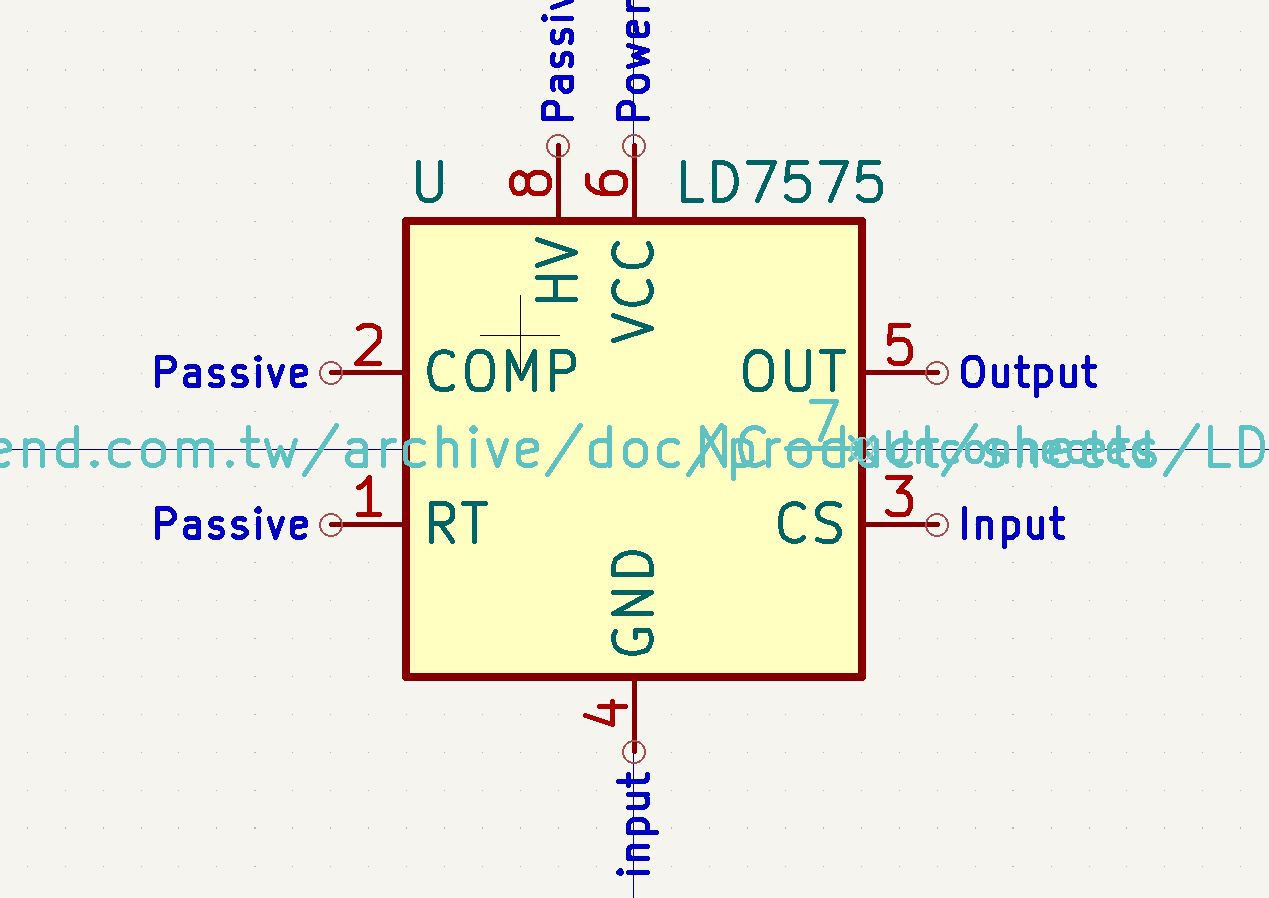 Passiv
Power
U
8
6
LD7575
HV
VCC
Passive
2
COMP
OUT
5
Output
7
end.com.tw/archive/doc/Xproduct/sheets/LD
NC
Passive
1
RT
CS
3
Input
GND
4
input